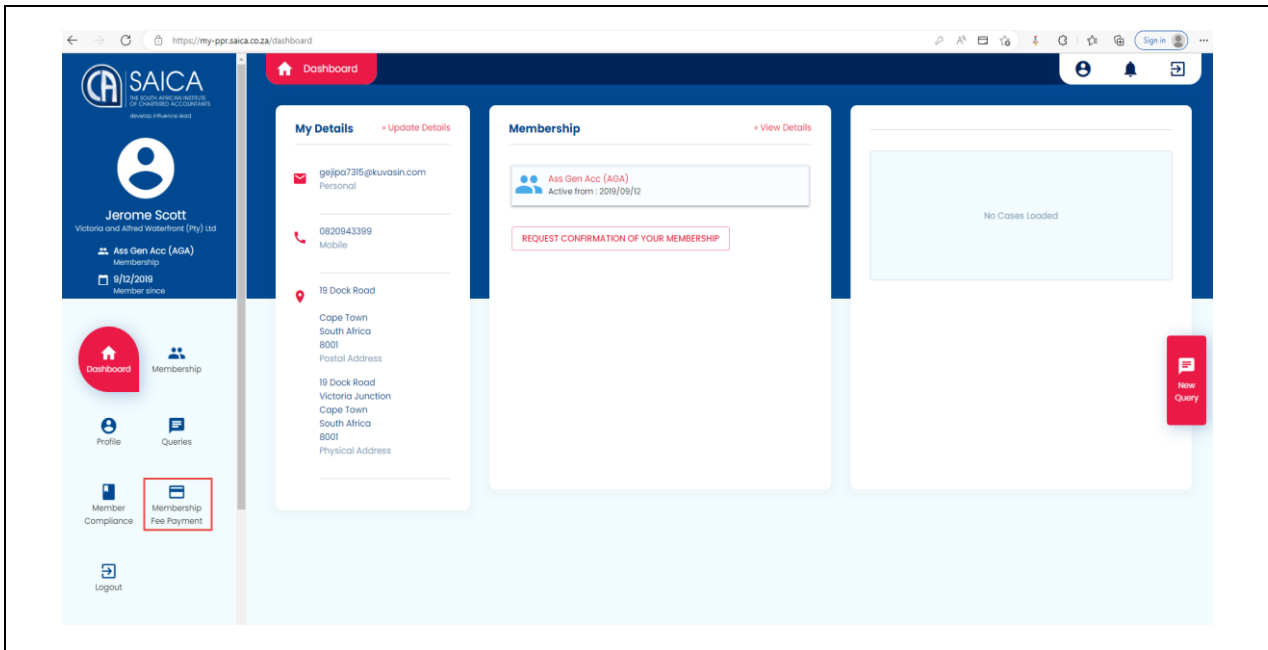 https://my-ppr.saica.co.za/dashboard
Sign in
CA
SAICA
THE SOUTH AFRICAN INSTITUTE
OF CHARTERED ACCOUNTANTS
develop.influence.lead.
Jerome Scott
Victoria and Alfred Waterfront (Pty) Ltd
Ass Gen Acc (AGA)
Membership
9/12/2019
Member since
Dashboard
Membership
Profile
Queries
Member
Compliance
Membership
Fee Payment
Logout
Dashboard
My Details
» Update Details
gejipa7315@kuvasin.com
Personal
0820943399
Mobile
19 Dock Road
Cape Town
South Africa
8001
Postal Address
19 Dock Road
Victoria Junction
Cape Town
South Africa
8001
Physical Address
Membership
» View Details
Ass Gen Acc (AGA)
Active from : 2019/09/12
REQUEST CONFIRMATION OF YOUR MEMBERSHIP
No Cases Loaded
New
Query